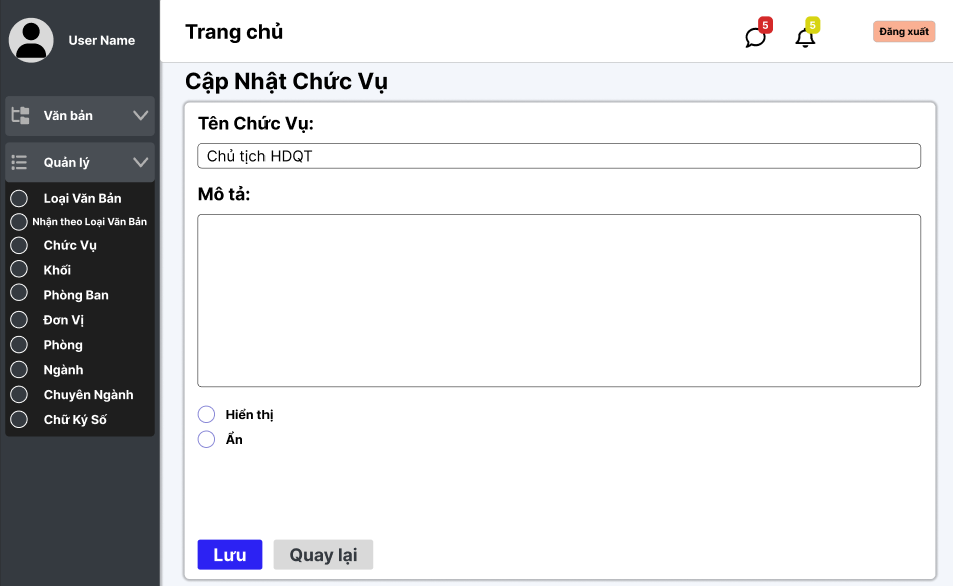 User Name
Trang chủ
5
5
Đăng xuất
Cập Nhật Chức Vụ
Văn bản
Quản lý
Loại Văn Bản
Nhận theo Loại Văn Bản
Chức Vụ
Khối
Phòng Ban
Đơn Vị
Phòng
Ngành
Chuyên Ngành
Chữ Ký Số
Tên Chức Vụ:
Chủ tịch HDQT
Mô tả:
Hiển thị
Ẩn
Lưu
Quay lại